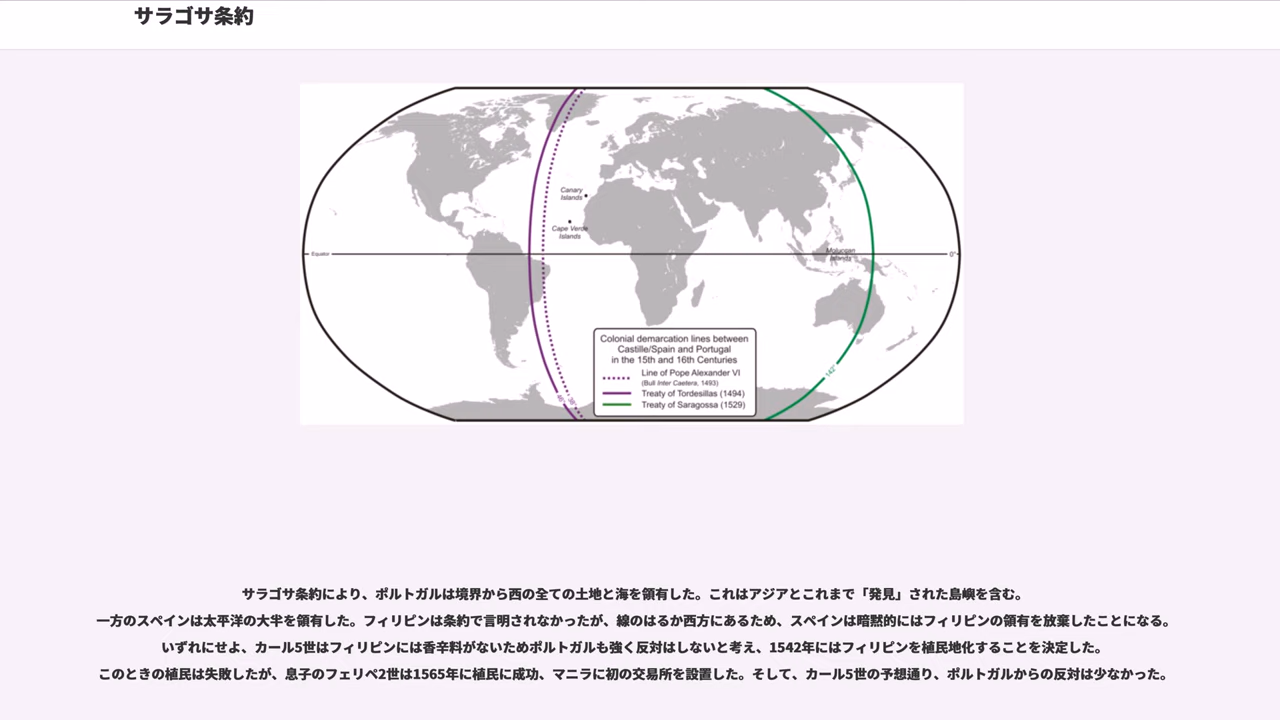 サラゴサ条約
Canary
Islands
Cape Verde
Islands
Equator
Moluccan
Islands
0°
Colonial demarcation lines between
Castille/Spain and Portugal
in the 15th and 16th Centuries
Line of Pope Alexander VI
(Bull Inter Caetera, 1493)
Treaty of Tordesillas (1494)
Treaty of Saragossa (1529)
142°
サラゴサ条約により、ポルトガルは境界から西の全ての土地と海を領有した。これはアジアとこれまで「発見」された島嶼を含む。
一方のスペインは太平洋の大半を領有した。フィリピンは条約で言明されなかったが、線のはるか西方にあるため、スペインは暗黙的にはフィリピンの領有を放棄したことになる。
いずれにせよ、カール5世はフィリピンには香辛料がないためポルトガルも強く反対はしないと考え、1542年にはフィリピンを植民地化することを決定した。
このときの植民は失敗したが、息子のフェリペ2世は1565年に植民に成功、マニラに初の交易所を設置した。そして、カール5世の予想通り、ポルトガルからの反対は少なかった。